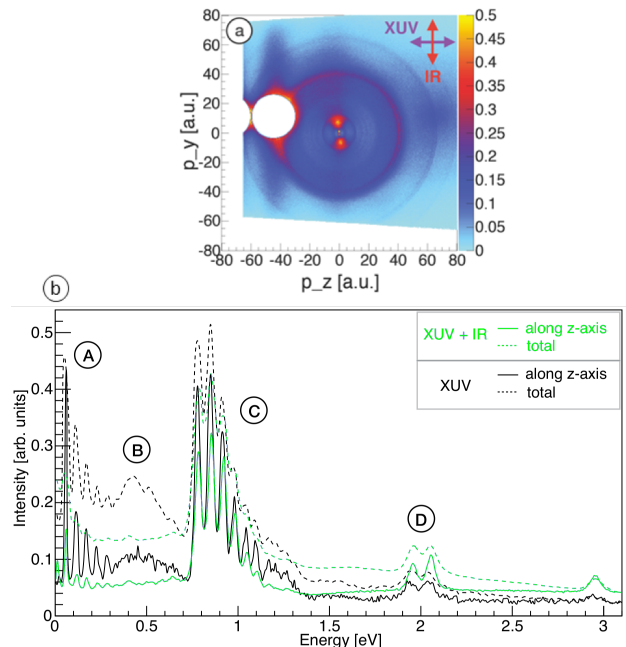 a
XUV
IR
p_y [a.u.]
80
60
40
20
0
-20
-40
-60
-80
-80 -60 -40 -20 0 20 40 60 80
p_z [a.u.]
0.5
0.45
0.4
0.35
0.3
0.25
0.2
0.15
0.1
0.05
0
b
Intensity [arb. units]
0.5
0.4
0.3
0.2
0.1
0
A
B
C
D
XUV + IR
along z-axis
total
XUV
along z-axis
total
0 0.5 1 1.5 2 2.5 3
Energy [eV]